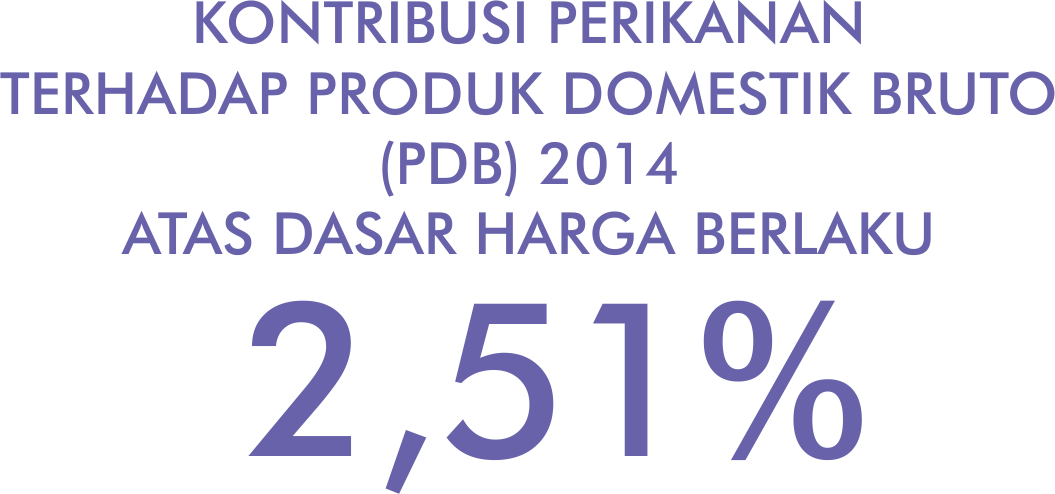 KONTRIBUSI PERIKANAN
TERHADAP PRODUK DOMESTIK BRUTO
(PDB) 2014
ATAS DASAR HARGA BERLAKU
2,51%